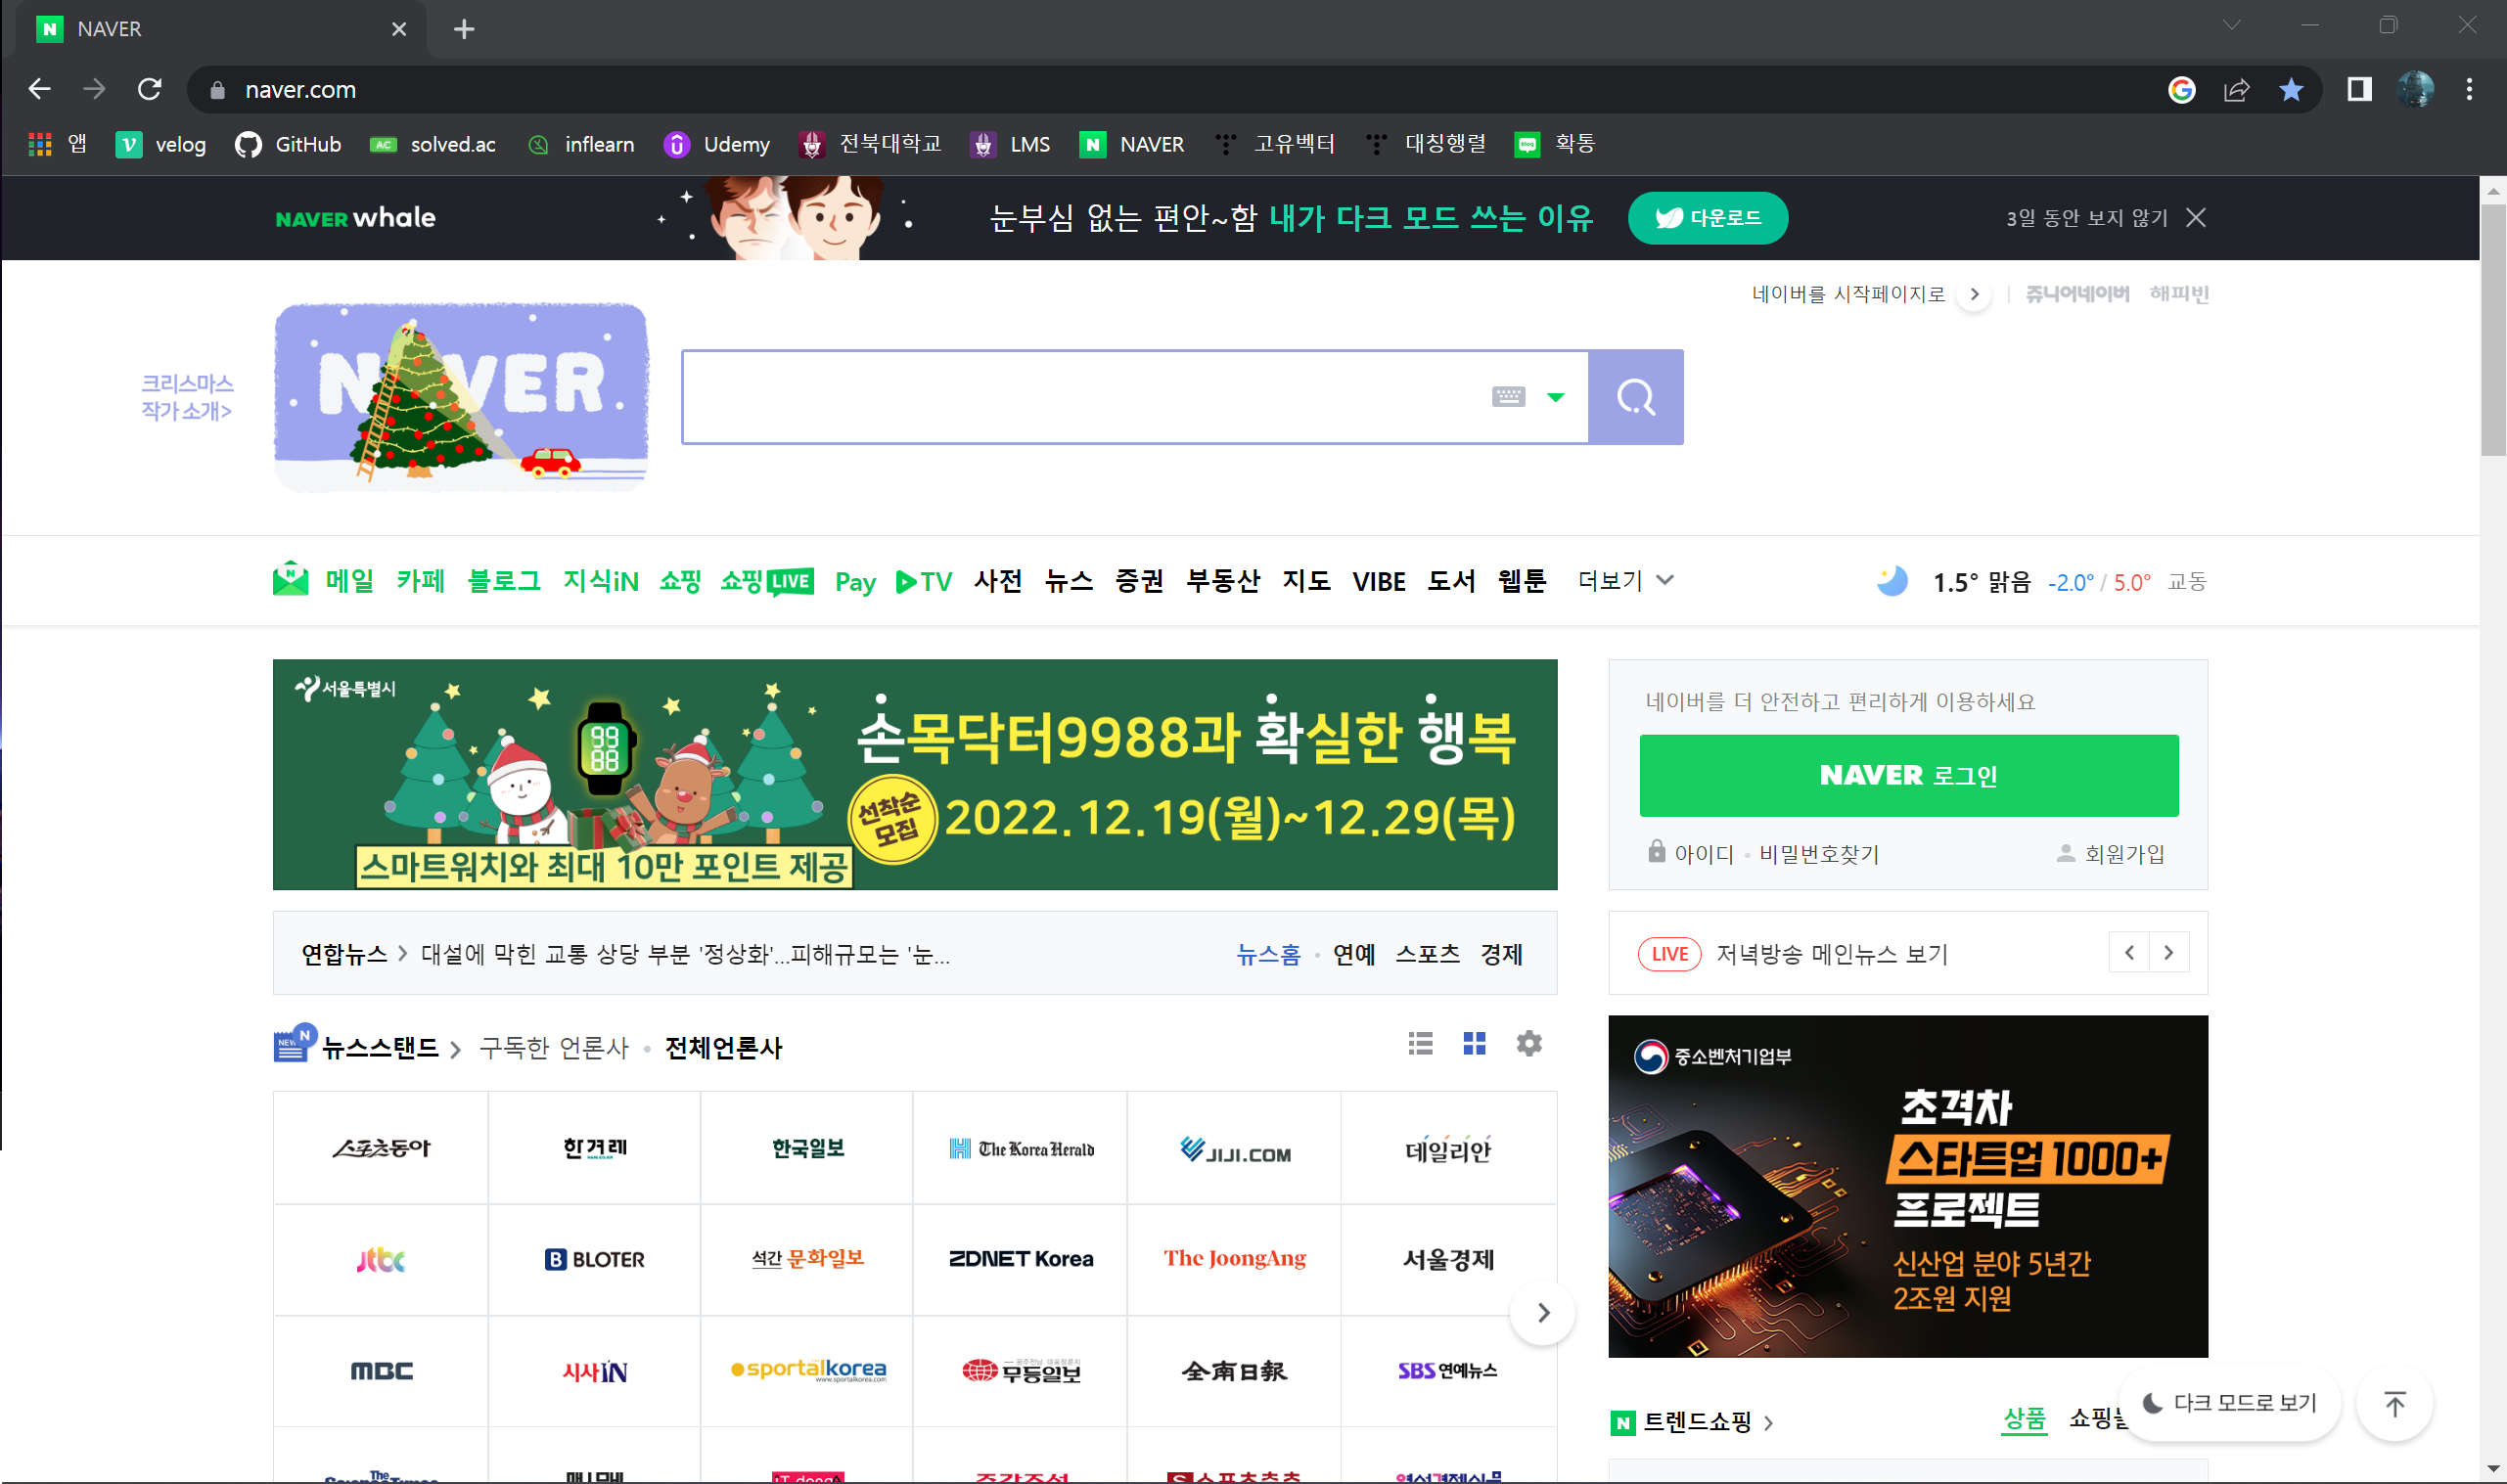 NAVER
naver.com
앱 velog GitHub solved.ac inflearn Udemy 전북대학교 LMS NAVER 고유벡터 대칭행렬 확통
NAVER whale 눈부심 없는 편안~함 내가 다크 모드 쓰는 이유 다운로드 3일 동안 보지 않기
네이버를 시작페이지로 쥬니어네이버 해피빈
크리스마스
작가 소개>
NAVER
메일 카페 블로그 지식iN 쇼핑 쇼핑LIVE Pay TV 사전 뉴스 증권 부동산 지도 VIBE 도서 웹툰 더보기 1.5° 맑음 -2.0° / 5.0° 교동
서울특별시
99
88
손목닥터9988과 확실한 행복
선착순
모집
2022.12.19(월)~12.29(목)
스마트워치와 최대 10만 포인트 제공
네이버를 더 안전하고 편리하게 이용하세요
NAVER 로그인
아이디 비밀번호찾기 회원가입
연합뉴스 > 대설에 막힌 교통 상당 부분 '정상화'...피해규모는 '눈... 뉴스홈 연예 스포츠 경제
LIVE 저녁방송 메인뉴스 보기
NEW N 뉴스스탠드 > 구독한 언론사 전체언론사
스포츠동아 한겨레 한국일보 The Korea Herald JIJI.COM 데일리안
jtbc B BLOTER 석간 문화일보 ZDNET Korea The JoongAng 서울경제
MBC 시사IN sportalkorea www.sportalkorea.com 무등일보 全南日報 SBS 연예뉴스
중소벤처기업부
초격차
스타트업 1000+
프로젝트
신산업 분야 5년간
2조원 지원
N 트렌드쇼핑 > 상품
다크 모드로 보기